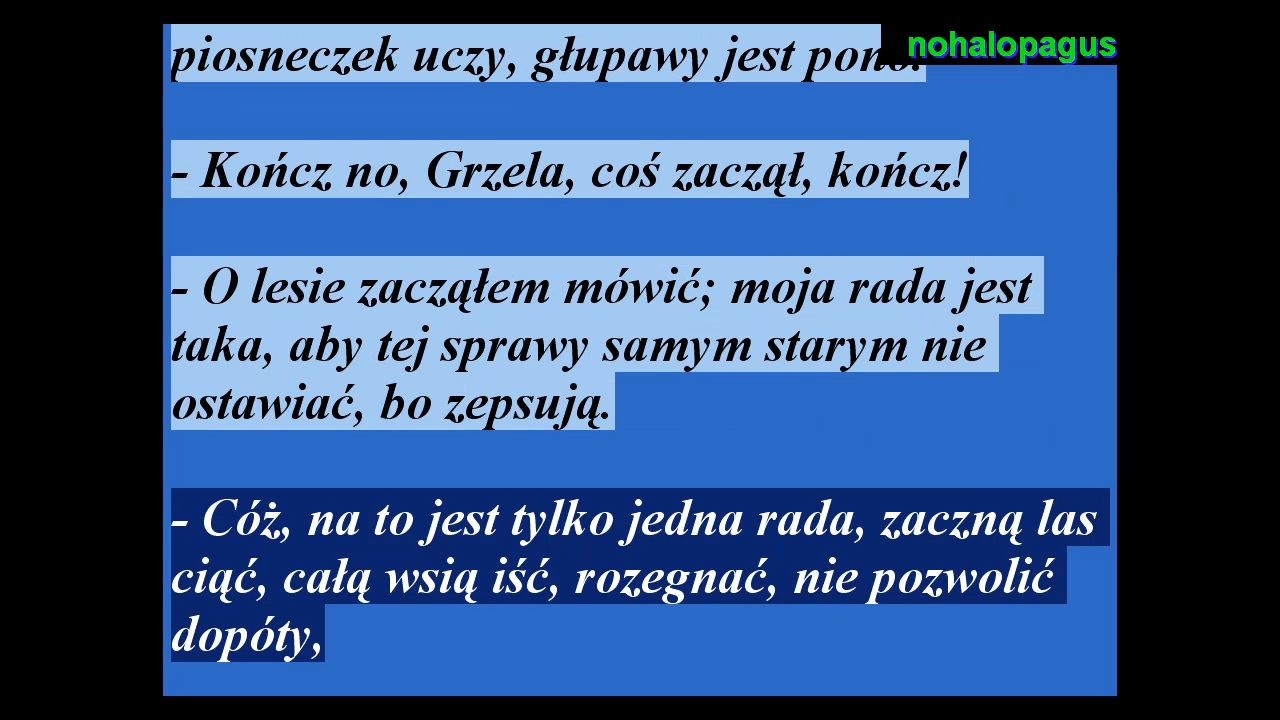 nohalopagus
piosneczek uczy, głupawy jest pono.
- Kończ no, Grzela, coś zaczął, kończ!
- O lesie zacząłem mówić; moja rada jest
taka, aby tej sprawy samym starym nie
ostawiać, bo zepsują.
- Cóż, na to jest tylko jedna rada, zaczną las
ciąć, całą wsią iść, rozegnać, nie pozwolić
dopóty,